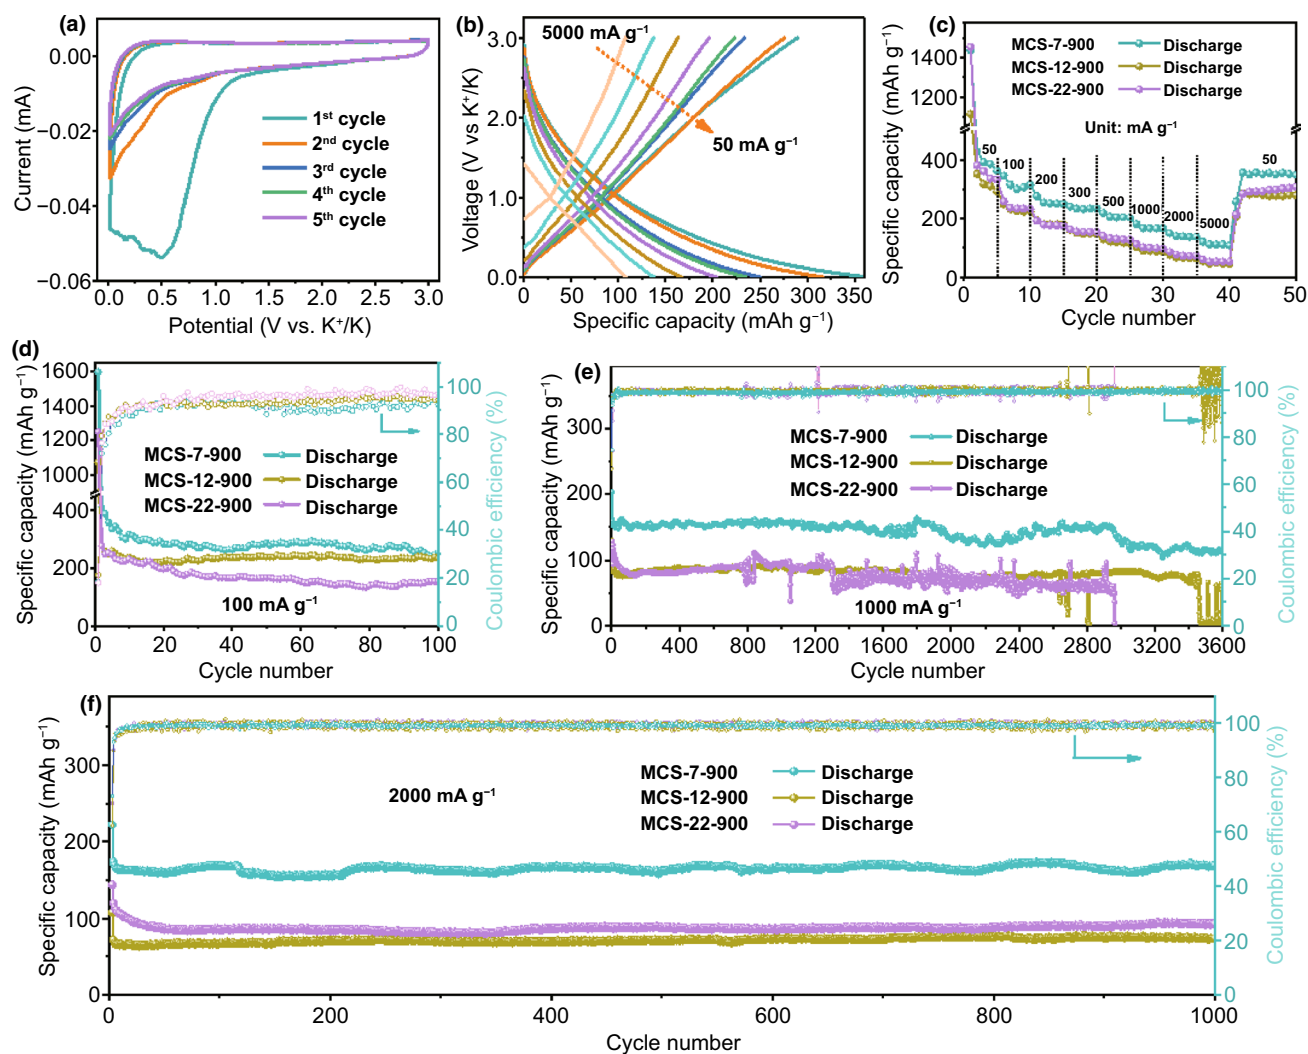 (a)
Current (mA)
0.00
−0.02
−0.04
−0.06
1st cycle
2nd cycle
3rd cycle
4th cycle
5th cycle
0.0 0.5 1.0 1.5 2.0 2.5 3.0
Potential (V vs. K⁺/K)
(b)
Voltage (V vs K⁺/K)
3.0
2.0
1.0
0.0
5000 mA g⁻¹
50 mA g⁻¹
0 50 100 150 200 250 300 350
Specific capacity (mAh g⁻¹)
(c)
Specific capacity (mAh g⁻¹)
1400
1200
400
200
0
MCS-7-900 Discharge
MCS-12-900 Discharge
MCS-22-900 Discharge
Unit: mA g⁻¹
50 100 200 300 500 1000 2000 5000 50
0 10 20 30 40 50
Cycle number
(d)
Specific capacity (mAh g⁻¹)
1600
1400
1200
1000
400
200
0
MCS-7-900 Discharge
MCS-12-900 Discharge
MCS-22-900 Discharge
100 mA g⁻¹
100
80
60
40
20
0
Coulombic efficiency (%)
0 20 40 60 80 100
Cycle number
(e)
Specific capacity (mAh g⁻¹)
300
200
100
0
MCS-7-900 Discharge
MCS-12-900 Discharge
MCS-22-900 Discharge
1000 mA g⁻¹
100
80
60
40
20
0
Coulombic efficiency (%)
0 400 800 1200 1600 2000 2400 2800 3200 3600
Cycle number
(f)
Specific capacity (mAh g⁻¹)
300
200
100
0
2000 mA g⁻¹
MCS-7-900 Discharge
MCS-12-900 Discharge
MCS-22-900 Discharge
100
80
60
40
20
0
Coulombic efficiency (%)
0 200 400 600 800 1000
Cycle number